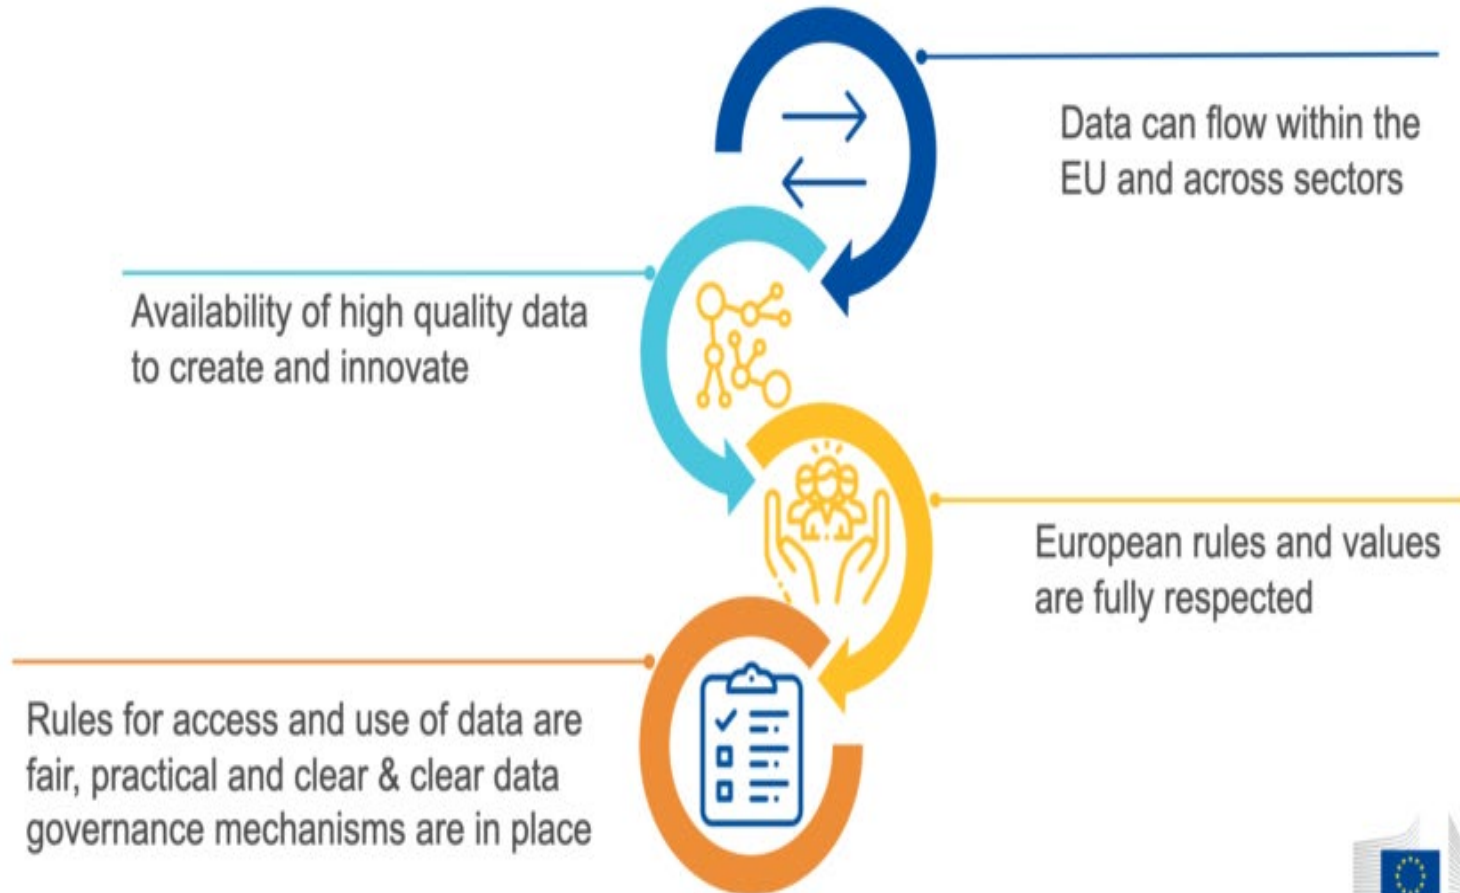 Data can flow within the
EU and across sectors
Availability of high quality data
to create and innovate
European rules and values
are fully respected
Rules for access and use of data are
fair, practical and clear & clear data
governance mechanisms are in place